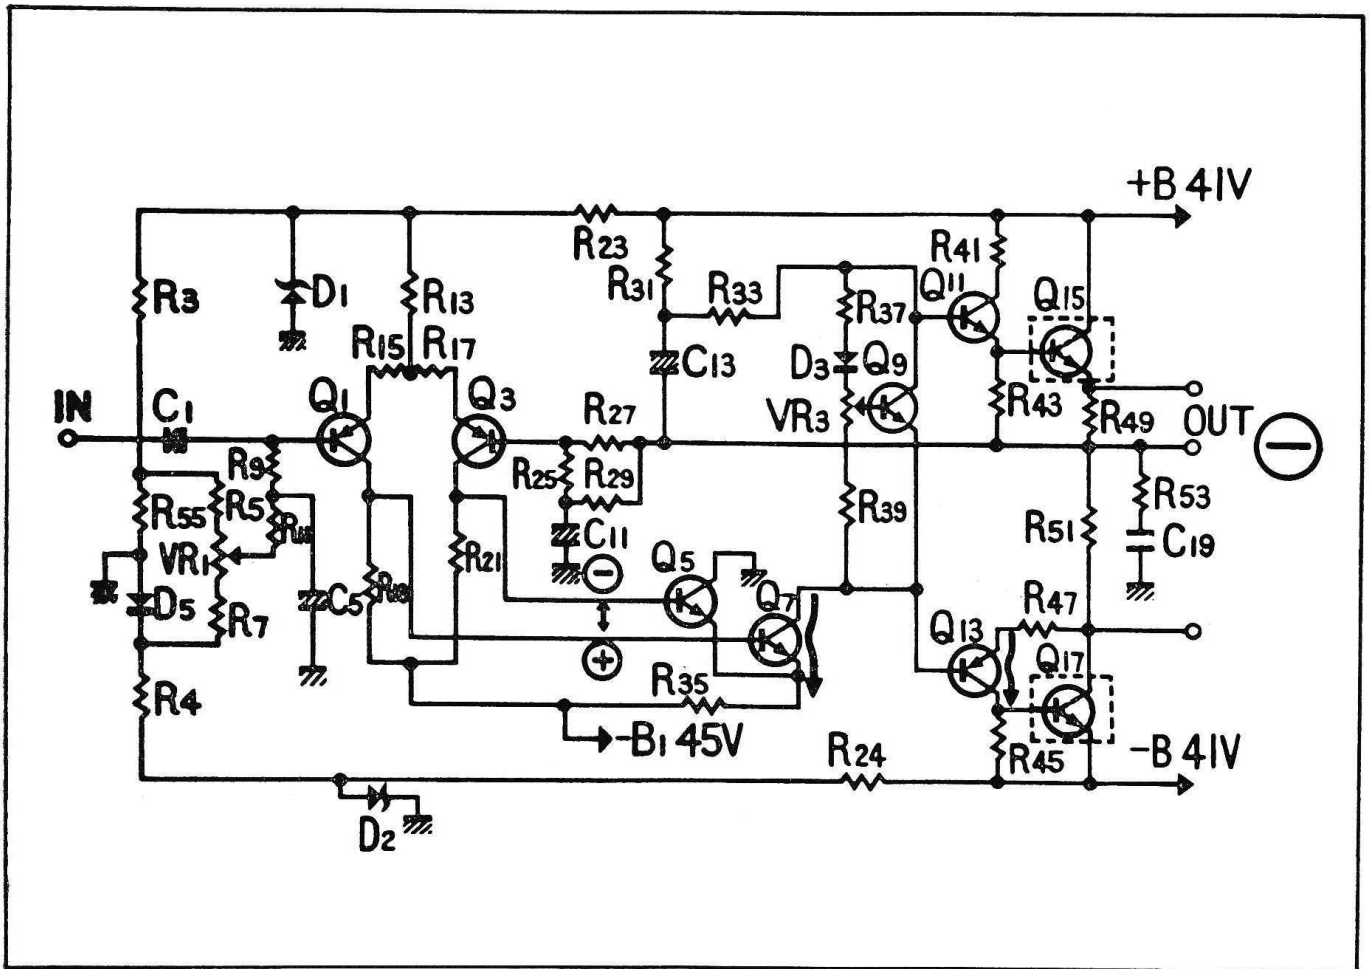 +B 41V
R23
R41
R3
D1
R13
R31
R33
Q11
Q15
R37
R15
R17
C13
D3
Q9
IN
C1
Q1
Q3
R27
VR3
R43
R49
OUT
−
R9
R25
R29
R55
R5
R11
R39
R53
R51
C19
VR1
C11
Q5
R21
−
D5
C5
Q7
R47
R7
Q13
+
Q17
R4
R35
-B1 45V
R24
R45
-B 41V
D2